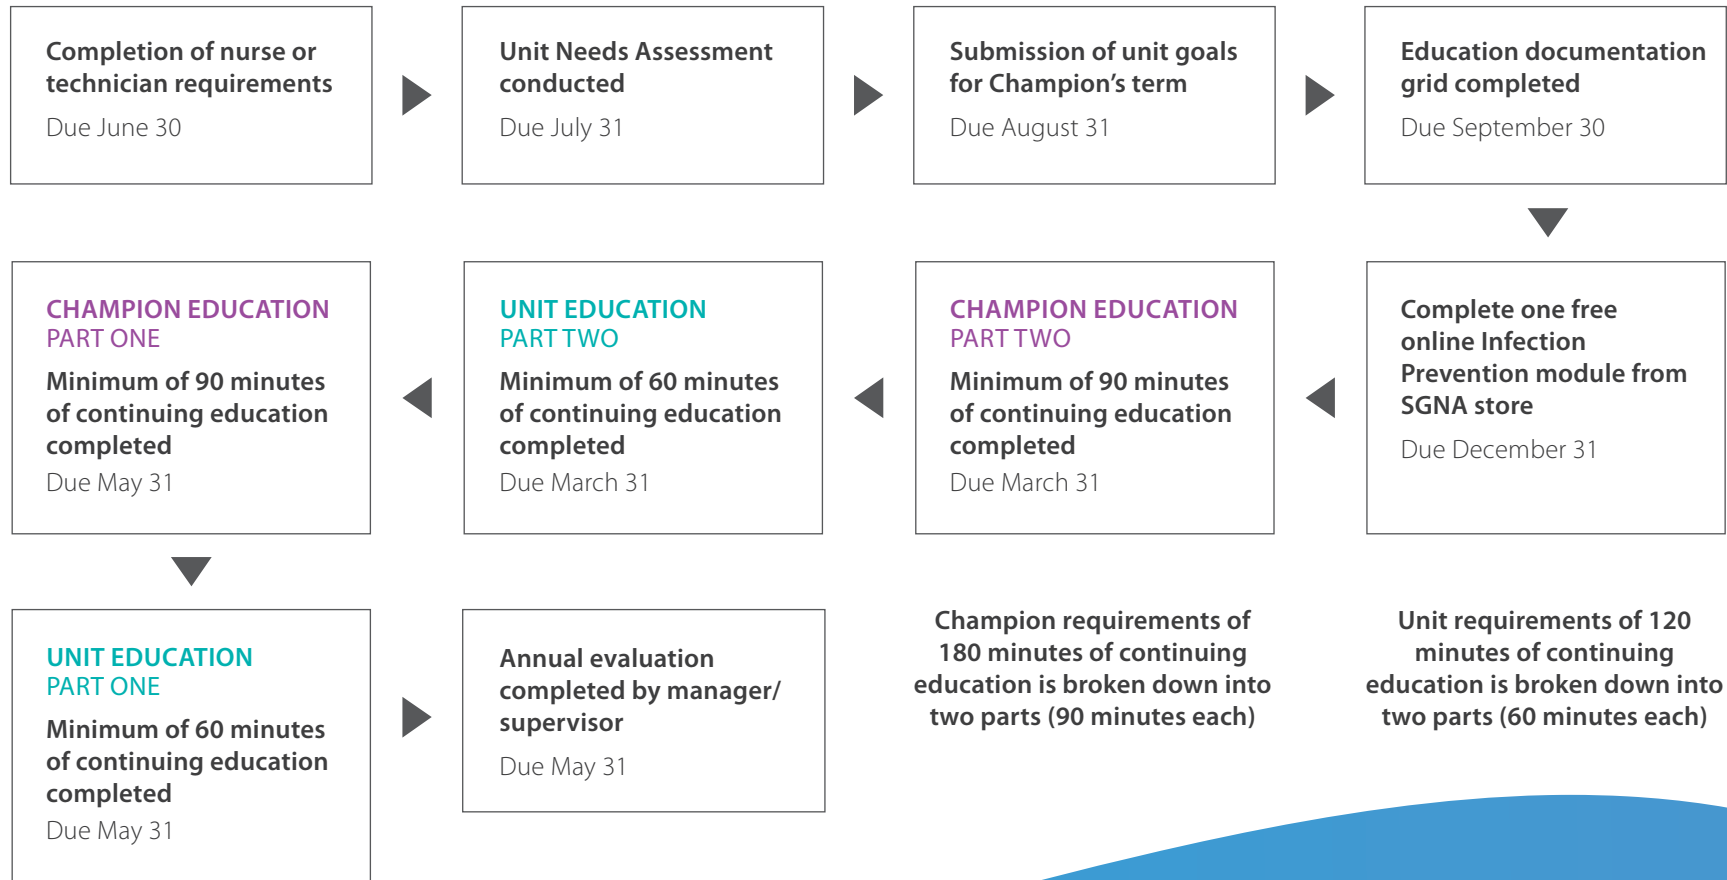 Completion of nurse or
technician requirements
Due June 30
Unit Needs Assessment
conducted
Due July 31
Submission of unit goals
for Champion’s term
Due August 31
Education documentation
grid completed
Due September 30
CHAMPION EDUCATION
PART ONE
Minimum of 90 minutes
of continuing education
completed
Due May 31
UNIT EDUCATION
PART TWO
Minimum of 60 minutes
of continuing education
completed
Due March 31
CHAMPION EDUCATION
PART TWO
Minimum of 90 minutes
of continuing education
completed
Due March 31
Complete one free
online Infection
Prevention module from
SGNA store
Due December 31
UNIT EDUCATION
PART ONE
Minimum of 60 minutes
of continuing education
completed
Due May 31
Annual evaluation
completed by manager/
supervisor
Due May 31
Champion requirements of
180 minutes of continuing
education is broken down into
two parts (90 minutes each)
Unit requirements of 120
minutes of continuing
education is broken down into
two parts (60 minutes each)